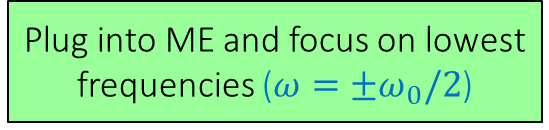 Plug into ME and focus on lowest
frequencies (ω = ±ω₀/2)